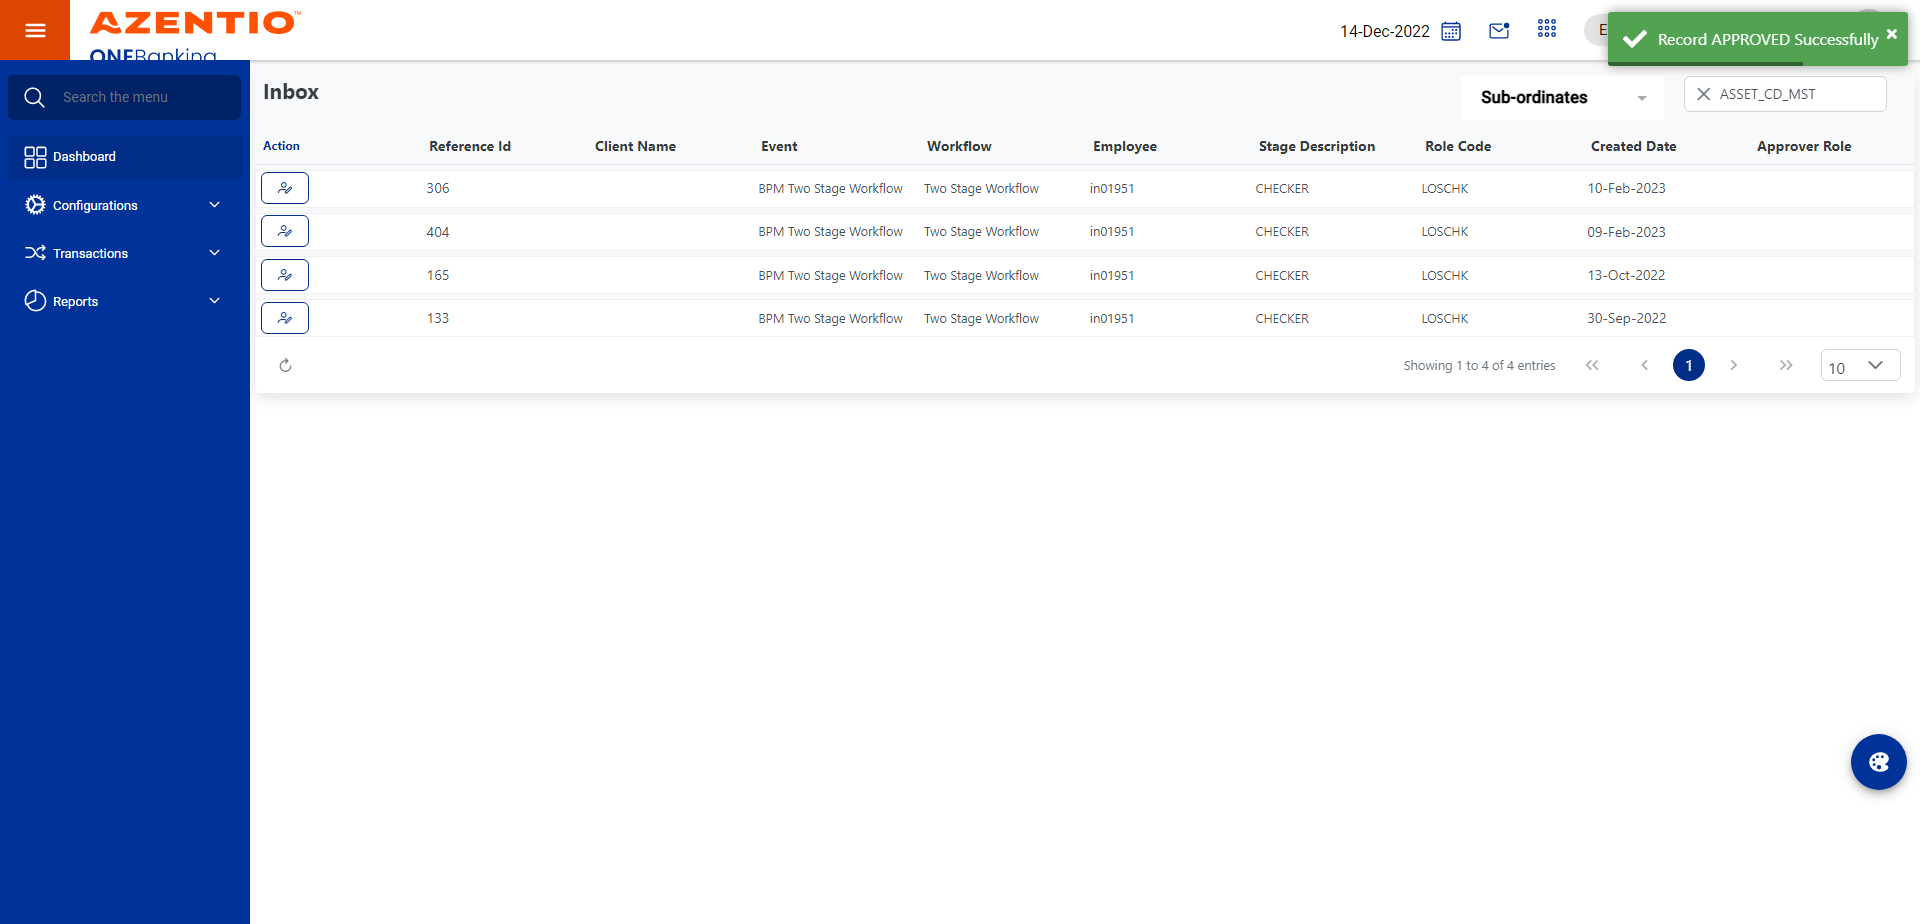 AZENTIO™
ONEBanking
14-Dec-2022
E
Record APPROVED Successfully
Search the menu
Dashboard
Configurations
Transactions
Reports
Inbox
Sub-ordinates
ASSET_CD_MST
Action Reference Id Client Name Event Workflow Employee Stage Description Role Code Created Date Approver Role
306 BPM Two Stage Workflow Two Stage Workflow in01951 CHECKER LOSCHK 10-Feb-2023
404 BPM Two Stage Workflow Two Stage Workflow in01951 CHECKER LOSCHK 09-Feb-2023
165 BPM Two Stage Workflow Two Stage Workflow in01951 CHECKER LOSCHK 13-Oct-2022
133 BPM Two Stage Workflow Two Stage Workflow in01951 CHECKER LOSCHK 30-Sep-2022
Showing 1 to 4 of 4 entries 1 10